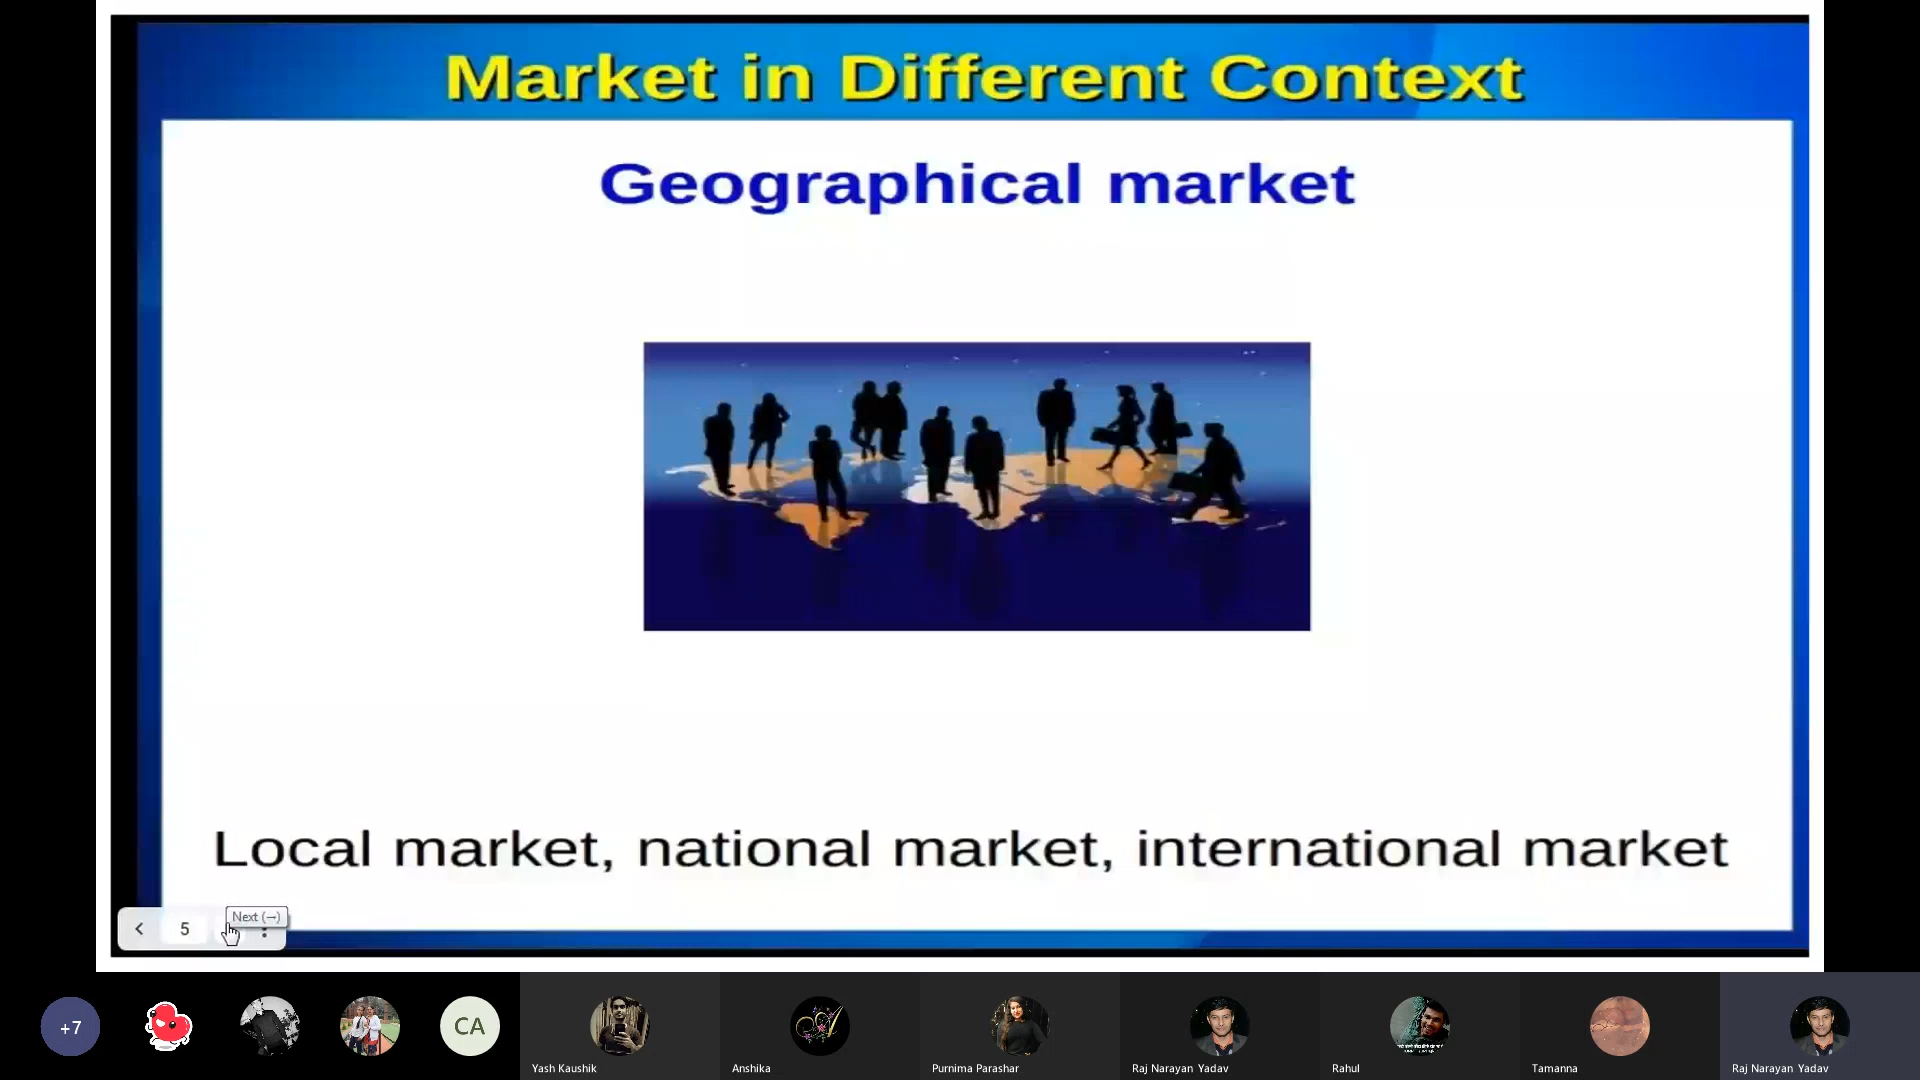 Market in Different Context
Geographical market
Local market, national market, international market
Next (→)
5
+7
CA
Yash Kaushik
Anshika
Purnima Parashar
Raj Narayan Yadav
Rahul
Tamanna
Raj Narayan Yadav